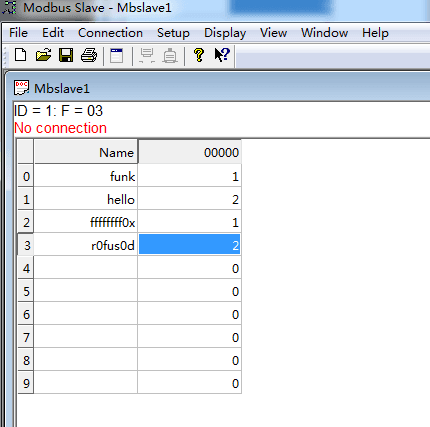 Modbus Slave - Mbslave1
File Edit Connection Setup Display View Window Help
Mbslave1
ID = 1: F = 03
No connection
Name 00000
0 funk 1
1 hello 2
2 ffffffff0x 1
3 r0fus0d 2
4 0
5 0
6 0
7 0
8 0
9 0